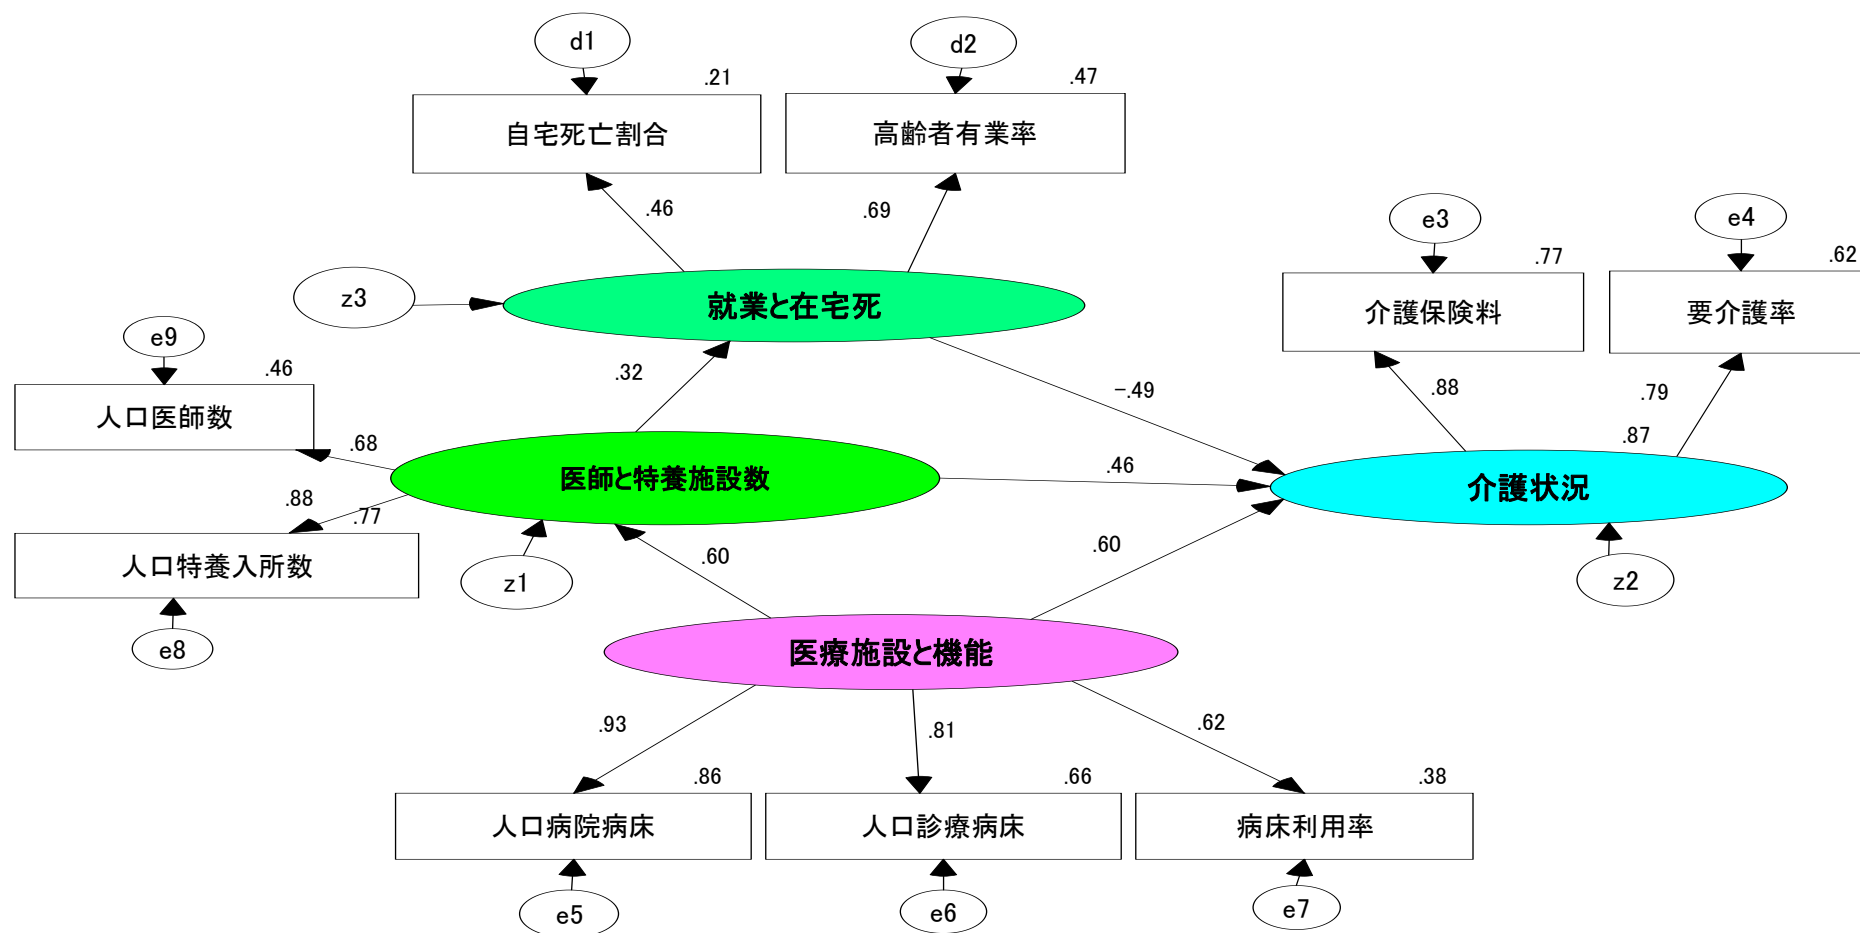 d1
d2
.21
.47
自宅死亡割合
高齢者有業率
.46
.69
e3
e4
.77
.62
z3
就業と在宅死
介護保険料
要介護率
e9
.46
.32
-.49
.88
.79
人口医師数
.68
.87
医師と特養施設数
.46
介護状況
.88
.77
人口特養入所数
z1
.60
.60
z2
e8
医療施設と機能
.93
.81
.62
.86
.66
.38
人口病院病床
人口診療病床
病床利用率
e5
e6
e7